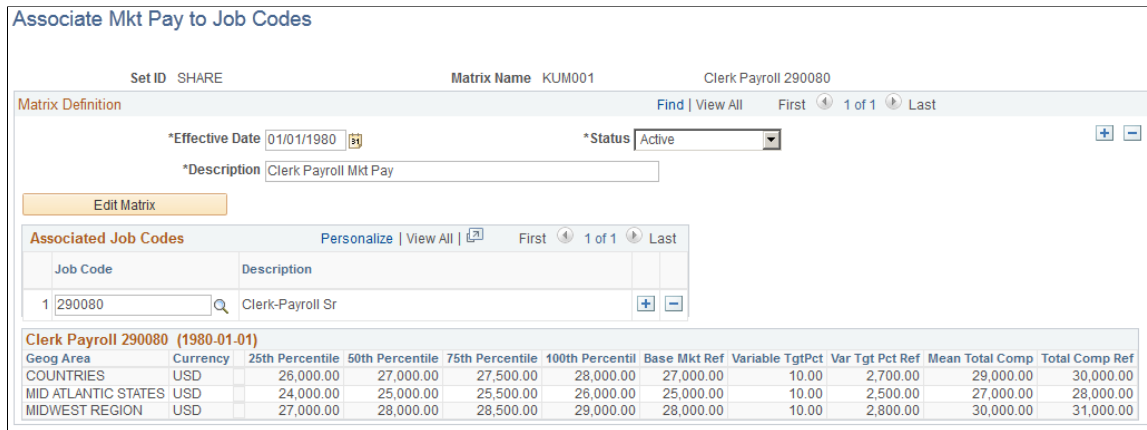 Associate Mkt Pay to Job Codes
Set ID SHARE Matrix Name KUM001 Clerk Payroll 290080
Matrix Definition Find | View All First 1 of 1 Last
*Effective Date 01/01/1980 *Status Active
*Description Clerk Payroll Mkt Pay
Edit Matrix
Associated Job Codes Personalize | View All | First 1 of 1 Last
Job Code Description
1 290080 Clerk-Payroll Sr
Clerk Payroll 290080 (1980-01-01)
Geog Area Currency 25th Percentile 50th Percentile 75th Percentile 100th Percentil Base Mkt Ref Variable TgtPct Var Tgt Pct Ref Mean Total Comp Total Comp Ref
COUNTRIES USD 26,000.00 27,000.00 27,500.00 28,000.00 27,000.00 10.00 2,700.00 29,000.00 30,000.00
MID ATLANTIC STATES USD 24,000.00 25,000.00 25,500.00 26,000.00 25,000.00 10.00 2,500.00 27,000.00 28,000.00
MIDWEST REGION USD 27,000.00 28,000.00 28,500.00 29,000.00 28,000.00 10.00 2,800.00 30,000.00 31,000.00